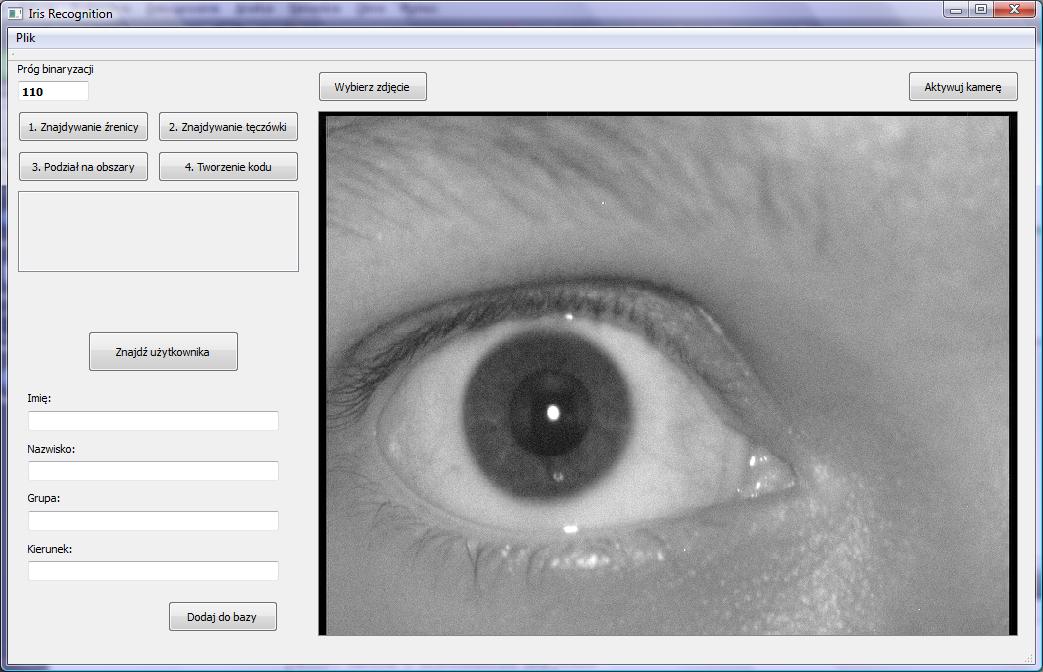 Iris Recognition
Plik
Próg binaryzacji
110
Wybierz zdjęcie
Aktywuj kamerę
1. Znajdywanie źrenicy
2. Znajdywanie tęczówki
3. Podział na obszary
4. Tworzenie kodu
Znajdź użytkownika
Imię:
Nazwisko:
Grupa:
Kierunek:
Dodaj do bazy